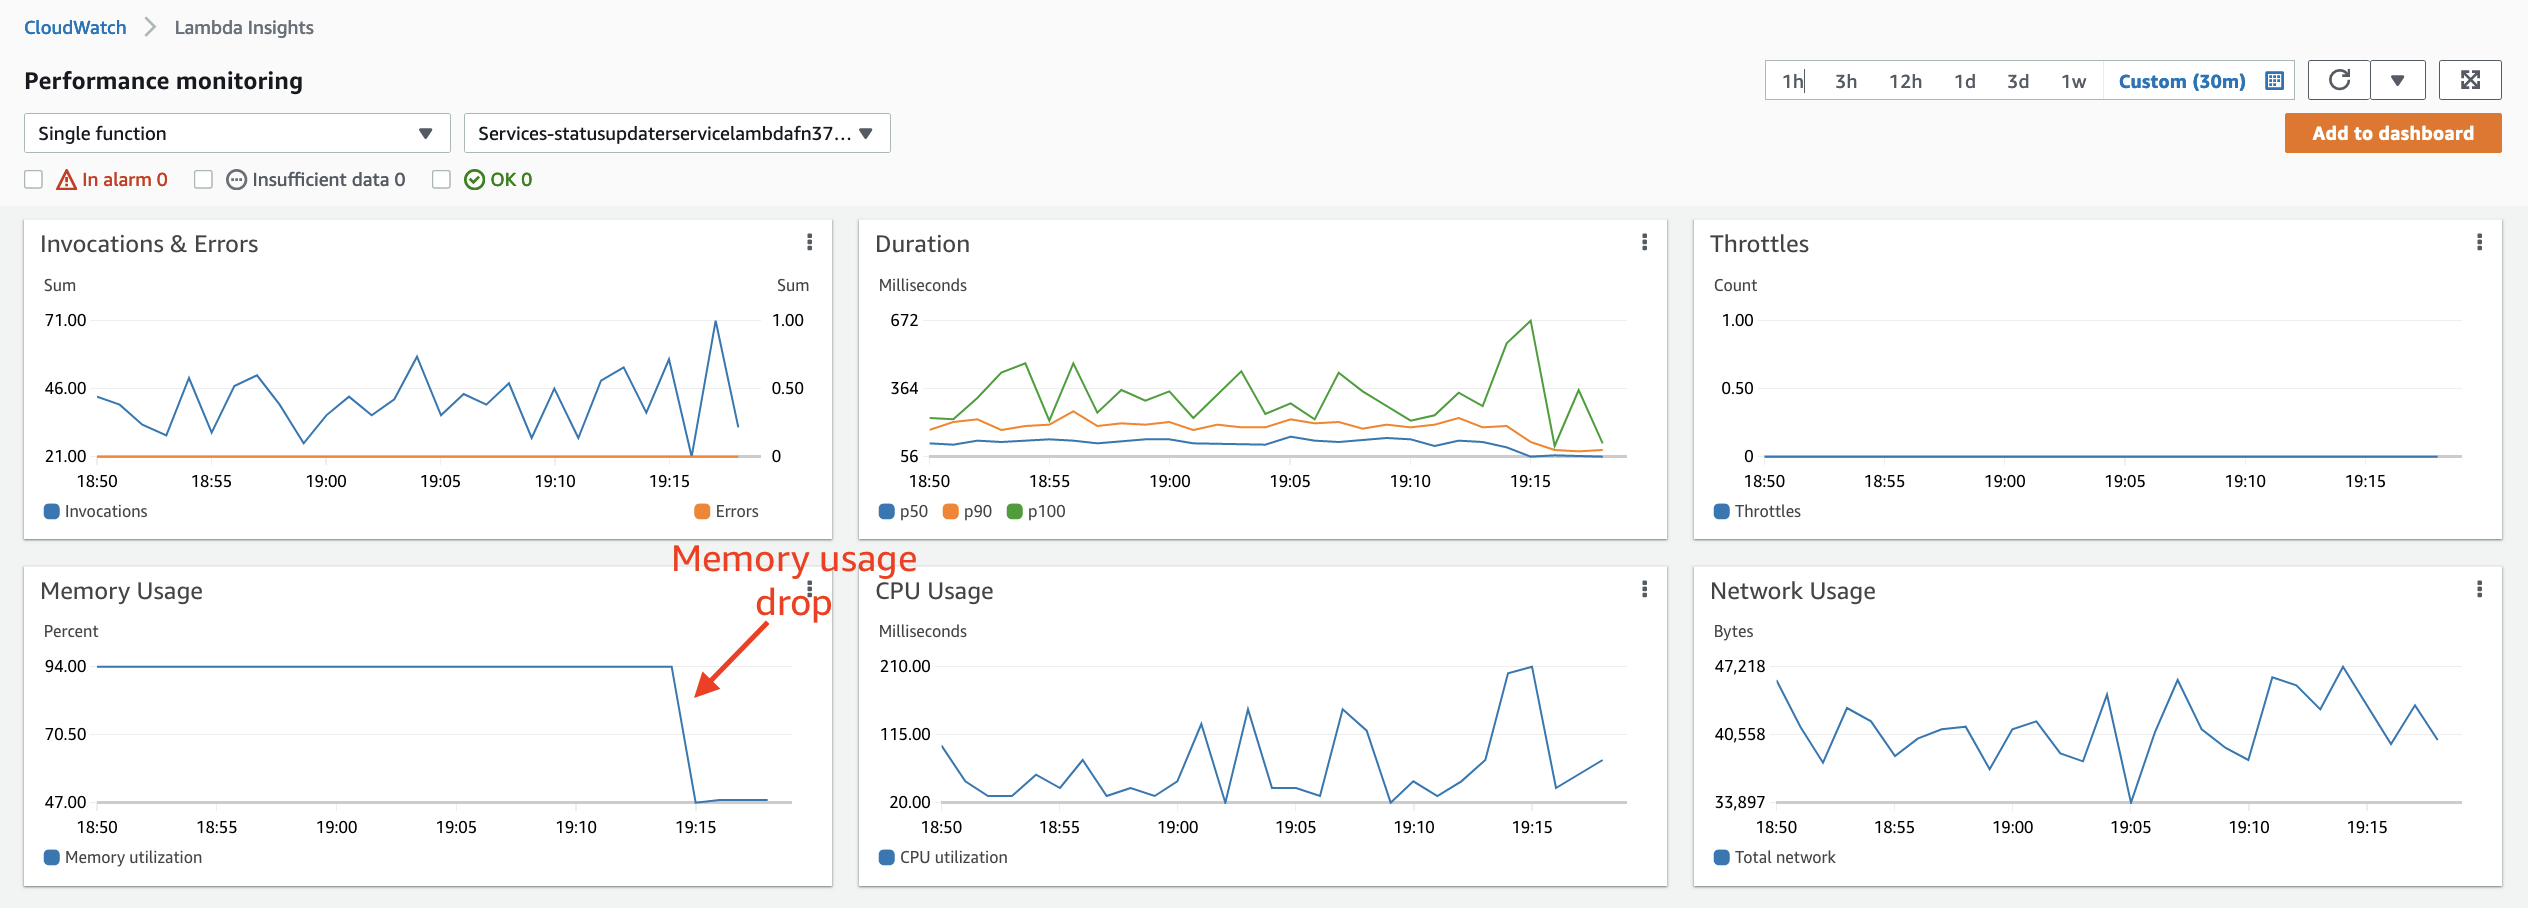 CloudWatch > Lambda Insights
Performance monitoring
1h 3h 12h 1d 3d 1w Custom (30m)
Single function
Services-statusupdaterservicelambdafn37...
Add to dashboard
In alarm 0 Insufficient data 0 OK 0
Invocations & Errors
Sum Sum
71.00 1.00
46.00 0.50
21.00 0
18:50 18:55 19:00 19:05 19:10 19:15
Invocations Errors
Duration
Milliseconds
672
364
56
18:50 18:55 19:00 19:05 19:10 19:15
p50 p90 p100
Throttles
Count
1.00
0.50
0
18:50 18:55 19:00 19:05 19:10 19:15
Throttles
Memory usage
drop
Memory Usage
Percent
94.00
70.50
47.00
18:50 18:55 19:00 19:05 19:10 19:15
Memory utilization
CPU Usage
Milliseconds
210.00
115.00
20.00
18:50 18:55 19:00 19:05 19:10 19:15
CPU utilization
Network Usage
Bytes
47,218
40,558
33,897
18:50 18:55 19:00 19:05 19:10 19:15
Total network